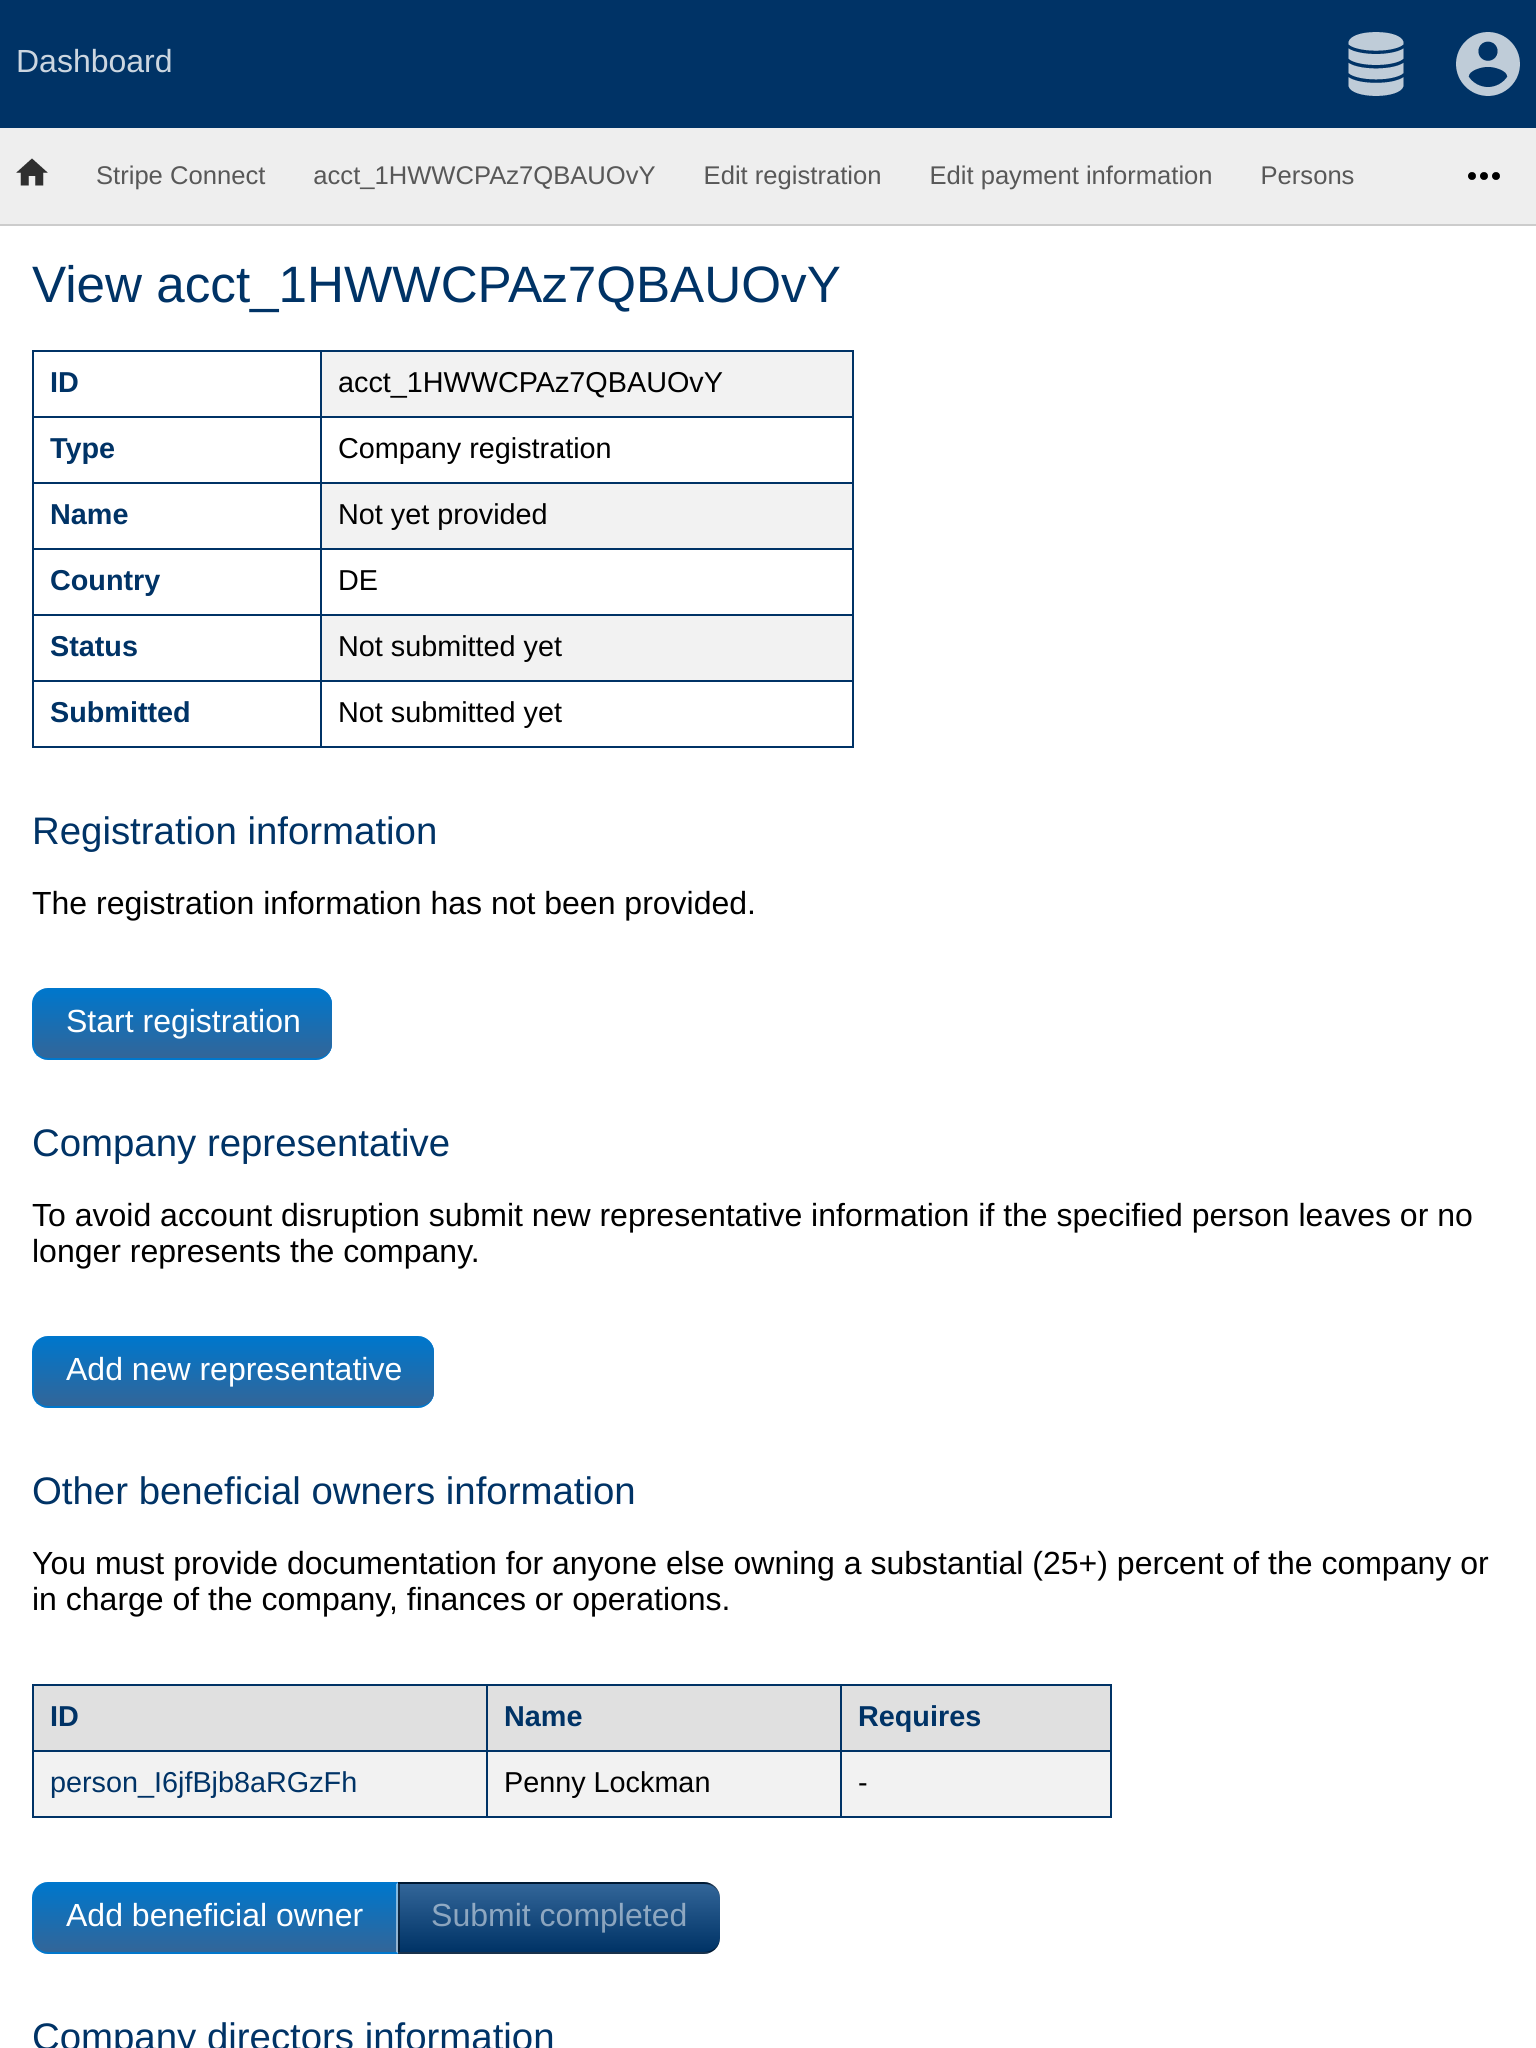 Dashboard
Stripe Connect acct_1HWWCPAz7QBAUOvY Edit registration Edit payment information Persons
View acct_1HWWCPAz7QBAUOvY
ID acct_1HWWCPAz7QBAUOvY
Type Company registration
Name Not yet provided
Country DE
Status Not submitted yet
Submitted Not submitted yet
Registration information
The registration information has not been provided.
Start registration
Company representative
To avoid account disruption submit new representative information if the specified person leaves or no
longer represents the company.
Add new representative
Other beneficial owners information
You must provide documentation for anyone else owning a substantial (25+) percent of the company or
in charge of the company, finances or operations.
ID Name Requires
person_I6jfBjb8aRGzFh Penny Lockman -
Add beneficial owner Submit completed
Company directors information